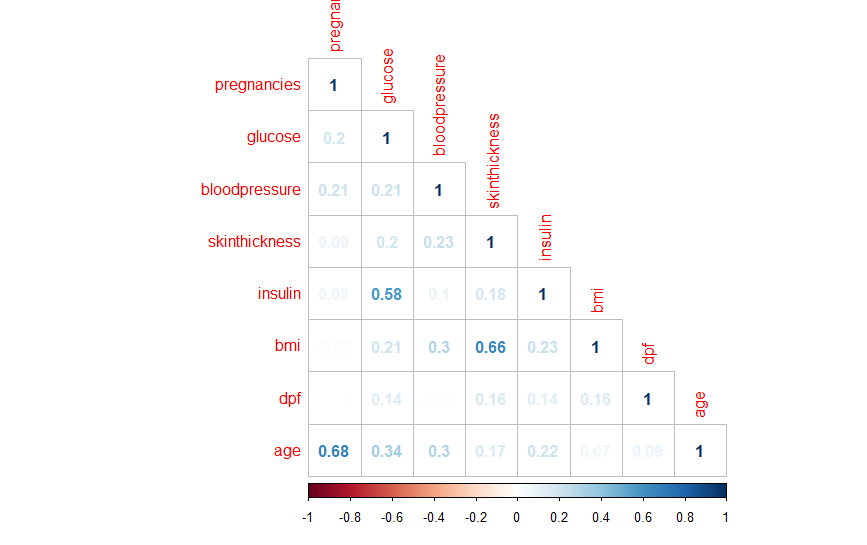 pregnan
glucose
bloodpressure
skinthickness
insulin
bmi
dpf
age
pregnancies 1
glucose 0.2 1
bloodpressure 0.21 0.21 1
skinthickness 0.09 0.2 0.23 1
insulin 0.08 0.58 0.1 0.18 1
bmi 0.21 0.3 0.66 0.23 1
dpf 0.14 0.16 0.14 0.16 1
age 0.68 0.34 0.3 0.17 0.22 0.07 0.09 1
-1 -0.8 -0.6 -0.4 -0.2 0 0.2 0.4 0.6 0.8 1